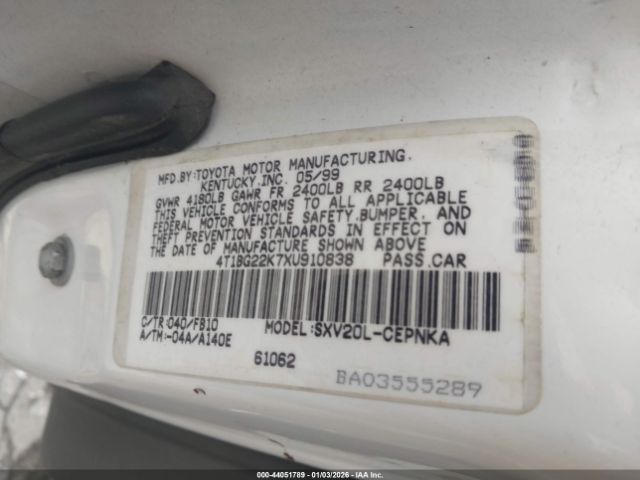 MFD.BY:TOYOTA MOTOR MANUFACTURING.
KENTUCKY.INC. 05/99
GVWR 4180LB GAWR FR 2400LB RR 2400LB
THIS VEHICLE CONFORMS TO ALL APPLICABLE
FEDERAL MOTOR VEHICLE SAFETY,BUMPER, AND
THEFT PREVENTION STANDARDS IN EFFECT ON
THE DATE OF MANUFACTURE SHOWN ABOVE
4T1BG22K7XU910838 PASS.CAR
C/TR:040/FB10 MODEL:SXV20L-CEPNKA
A/TM:-04A/A140E
61062
BA03555289
000-44051789 | 01/03/2026 - Copyright © IAA, LLC